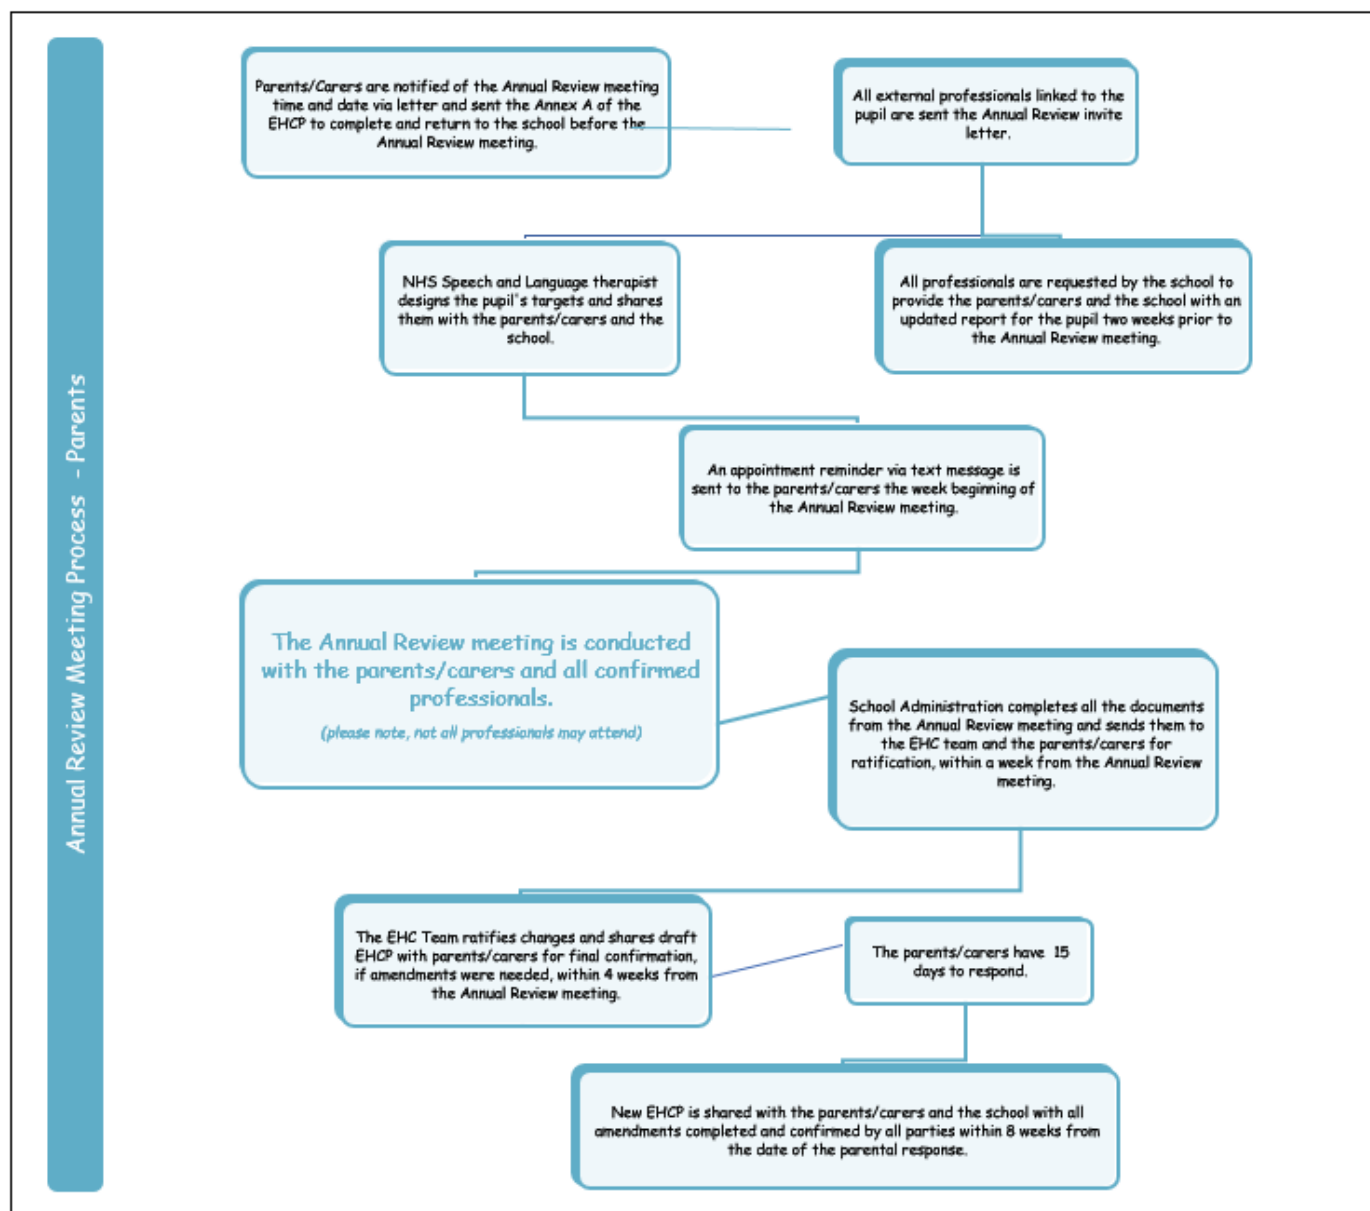 Annual Review Meeting Process - Parents
Parents/Carers are notified of the Annual Review meeting
time and date via letter and sent the Annex A of the
EHCP to complete and return to the school before the
Annual Review meeting.
All external professionals linked to the
pupil are sent the Annual Review invite
letter.
NHS Speech and Language therapist
designs the pupil's targets and shares
them with the parents/carers and the
school.
All professionals are requested by the school to
provide the parents/carers and the school with an
updated report for the pupil two weeks prior to
the Annual Review meeting.
An appointment reminder via text message is
sent to the parents/carers the week beginning of
the Annual Review meeting.
The Annual Review meeting is conducted
with the parents/carers and all confirmed
professionals.
(please note, not all professionals may attend)
School Administration completes all the documents
from the Annual Review meeting and sends them to
the EHC team and the parents/carers for
ratification, within a week from the Annual Review
meeting.
The EHC Team ratifies changes and shares draft
EHCP with parents/carers for final confirmation,
if amendments were needed, within 4 weeks from
the Annual Review meeting.
The parents/carers have 15
days to respond.
New EHCP is shared with the parents/carers and the school with all
amendments completed and confirmed by all parties within 8 weeks from
the date of the parental response.